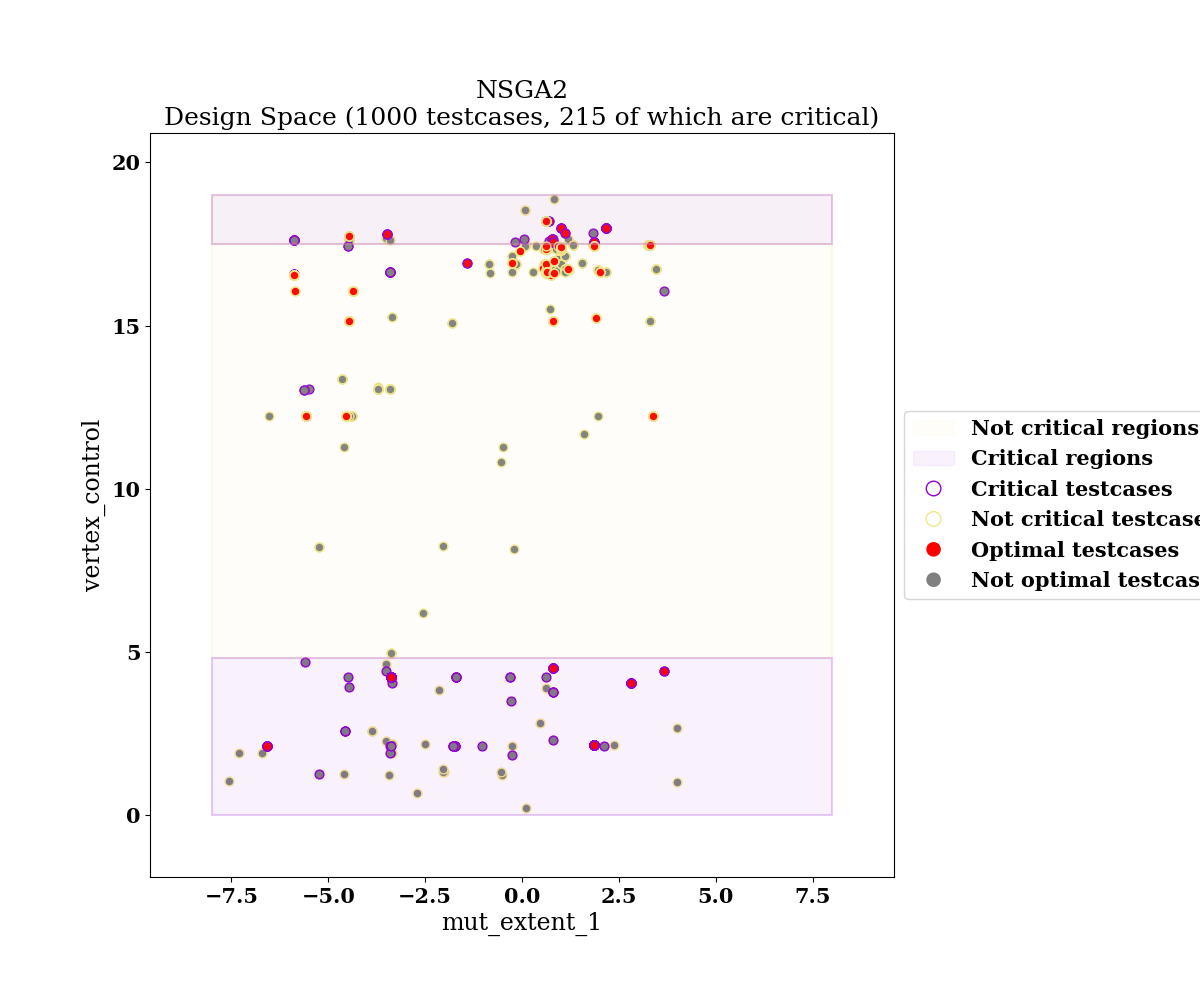 NSGA2
Design Space (1000 testcases, 215 of which are critical)
20
15
10
5
0
vertex_control
−7.5 −5.0 −2.5 0.0 2.5 5.0 7.5
mut_extent_1
Not critical regions
Critical regions
Critical testcases
Not critical testcase
Optimal testcases
Not optimal testcas